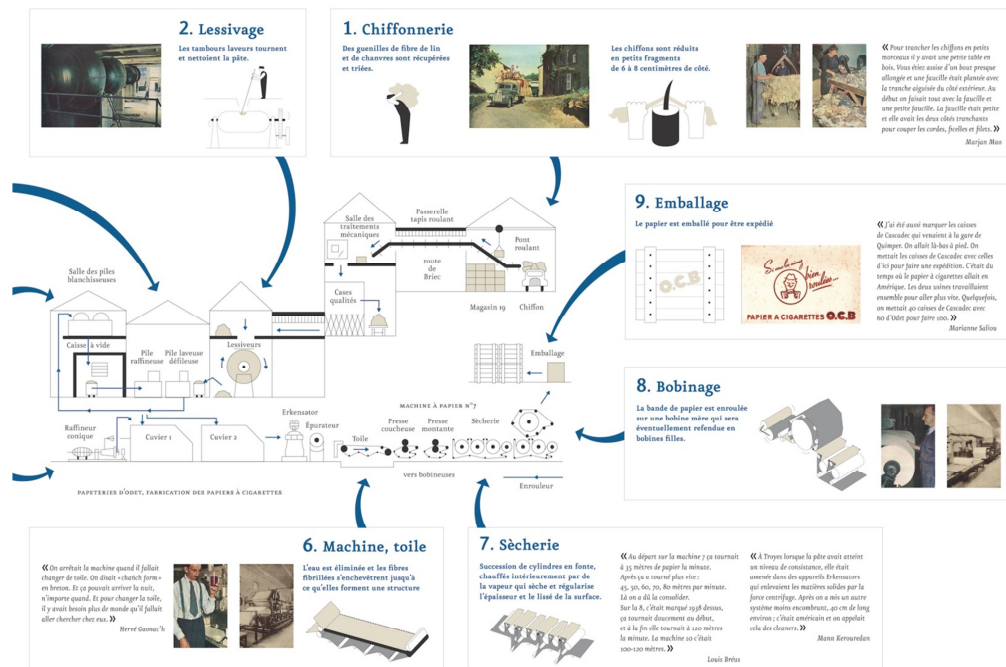 2. Lessivage
Les tambours laveurs tournent
et nettoient la pâte.
1. Chiffonnerie
Des guenilles de fibre de lin
et de chanvres sont récupérées
et triées.
Les chiffons sont réduits
en petits fragments
de 6 à 8 centimètres de côté.
« Pour trancher les chiffons en petits
morceaux il y avait une petite table en
bois. Vous étiez assise d'un bout presque
allongée et une faucille était plantée avec
la tranche aiguisée du côté extérieur. Au
début on faisait tout avec la faucille et
une petite faucille. La faucille était petite
et elle avait les deux côtés tranchants
pour couper les cordes, ficelles et filets. »
Marjan Mao
9. Emballage
Le papier est emballé pour être expédié
O.C.B
Si on les aime
bien
roulées...
PAPIER A CIGARETTES O.C.B
« J'ai été aussi marquer les caisses
de Cascadec qui venaient à la gare de
Quimper. On allait là-bas à pied. On
mettait les caisses de Cascadec avec celles
d'ici pour faire une expédition. C'était du
temps où le papier à cigarettes allait en
Amérique. Les deux usines travaillaient
ensemble pour aller plus vite. Quelquefois,
on mettait 40 caisses de Cascadec avec
60 d'Odet pour faire 100. »
Marianne Saliou
Salle des
traitements
mécaniques
Passerelle
tapis roulant
Pont
roulant
route
de
Briec
Cases
qualités
Magasin 19
Chiffon
Salle des piles
blanchisseuses
Caisse à vide
Pile
raffineuse
Pile laveuse
défileuse
Lessiveurs
Emballage
MACHINE À PAPIER N°7
Raffineur
conique
Cuvier 1
Cuvier 2
Erkensator
Épurateur
Toile
Presse
coucheuse
Presse
montante
Sècherie
vers bobineuses
Enrouleur
PAPETERIES D'ODET, FABRICATION DES PAPIERS À CIGARETTES
8. Bobinage
La bande de papier est enroulée
sur une bobine mère qui sera
éventuellement refendue en
bobines filles.
6. Machine, toile
L'eau est éliminée et les fibres
fibrillées s'enchevêtrent jusqu'à
ce qu'elles forment une structure
« On arrêtait la machine quand il fallait
changer de toile. On disait « chanch form »
en breton. Et ça pouvait arriver la nuit,
n'importe quand. Et pour changer la toile,
il y avait besoin plus de monde qu'il fallait
aller chercher chez eux. »
Hervé Gaonac'h
7. Sècherie
Succession de cylindres en fonte,
chauffés intérieurement par de
la vapeur qui sèche et régularise
l'épaisseur et le lissé de la surface.
« Au départ sur la machine 7 ça tournait
à 35 mètres de papier la minute.
Après ça a tourné plus vite :
45, 50, 60, 70, 80 mètres par minute.
Là on a dû la consolider.
Sur la 8, c'était marqué 1938 dessus,
ça tournait doucement au début,
et à la fin elle tournait à 120 mètres
la minute. La machine 10 c'était
100-120 mètres. »
Louis Bréus
« À Troyes lorsque la pâte avait atteint
un niveau de consistance, elle était
amenée dans des appareils Erkensators
qui enlevaient les matières solides par la
force centrifuge. Après on a mis un autre
système moins encombrant, 40 cm de long
environ ; c'était américain et on appelait
cela des cleaners. »
Mann Kerouredan